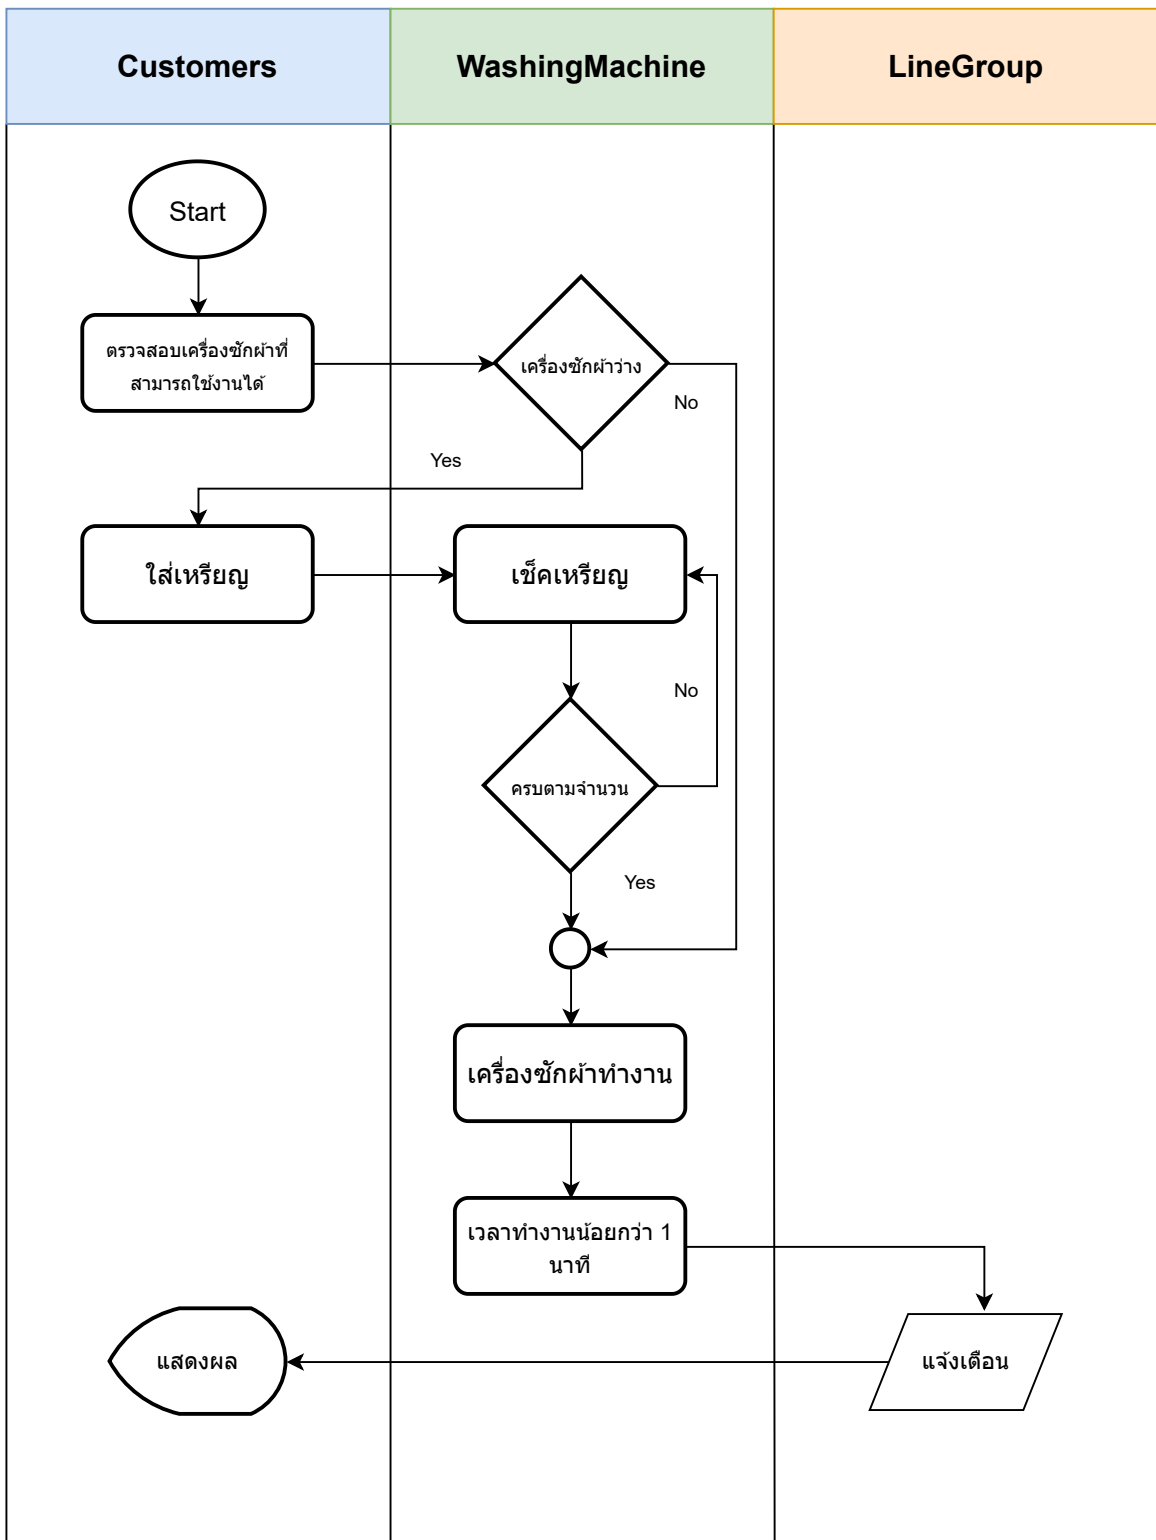 Customers
WashingMachine
LineGroup
Start
ตรวจสอบเครื่องซักผ้าที่
สามารถใช้งานได้
เครื่องซักผ้าว่าง
No
Yes
ใส่เหรียญ
เช็คเหรียญ
No
ครบตามจำนวน
Yes
เครื่องซักผ้าทำงาน
เวลาทำงานน้อยกว่า 1
นาที
แสดงผล
แจ้งเตือน